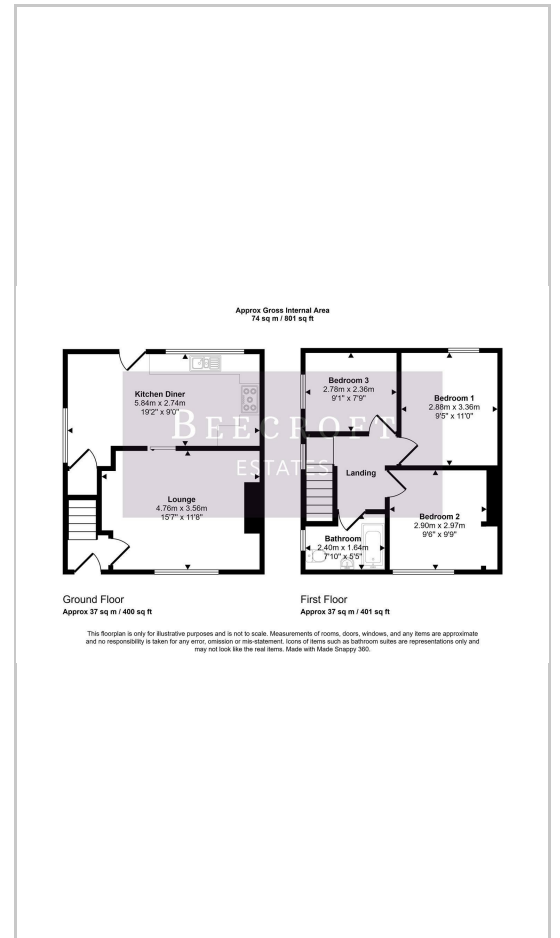 Approx Gross Internal Area
74 sq m / 801 sq ft
Kitchen Diner
5.84m x 2.74m
19'2" x 9'0"
Lounge
4.76m x 3.56m
15'7" x 11'8"
Bedroom 3
2.78m x 2.36m
9'1" x 7'9"
Bedroom 1
2.88m x 3.36m
9'5" x 11'0"
BEECROFT
ESTATES
Landing
Bedroom 2
2.90m x 2.97m
9'6" x 9'9"
Bathroom
2.40m x 1.64m
7'10" x 5'5"
Ground Floor
Approx 37 sq m / 400 sq ft
First Floor
Approx 37 sq m / 401 sq ft
This floorplan is only for illustrative purposes and is not to scale. Measurements of rooms, doors, windows, and any items are approximate
and no responsibility is taken for any error, omission or mis-statement. Icons of items such as bathroom suites are representations only and
may not look like the real items. Made with Made Snappy 360.